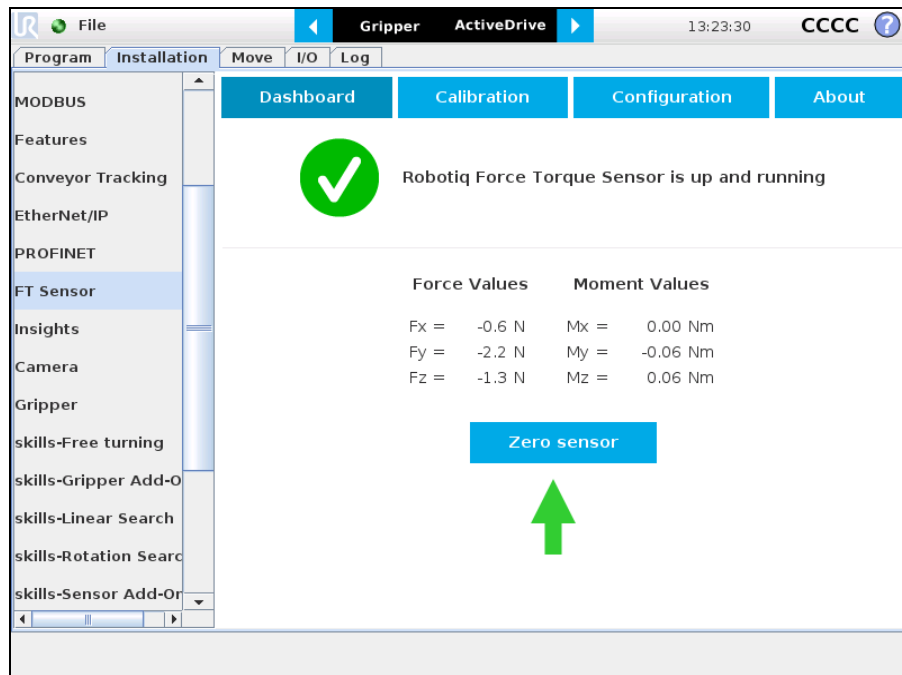 UR File Gripper ActiveDrive 13:23:30 CCCC ?
Program Installation Move I/O Log
Dashboard Calibration Configuration About
MODBUS
Features
Conveyor Tracking
EtherNet/IP
PROFINET
FT Sensor
Insights
Camera
Gripper
skills-Free turning
skills-Gripper Add-O
skills-Linear Search
skills-Rotation Searc
skills-Sensor Add-Or
Robotiq Force Torque Sensor is up and running
Force Values Moment Values
Fx = -0.6 N Mx = 0.00 Nm
Fy = -2.2 N My = -0.06 Nm
Fz = -1.3 N Mz = 0.06 Nm
Zero sensor